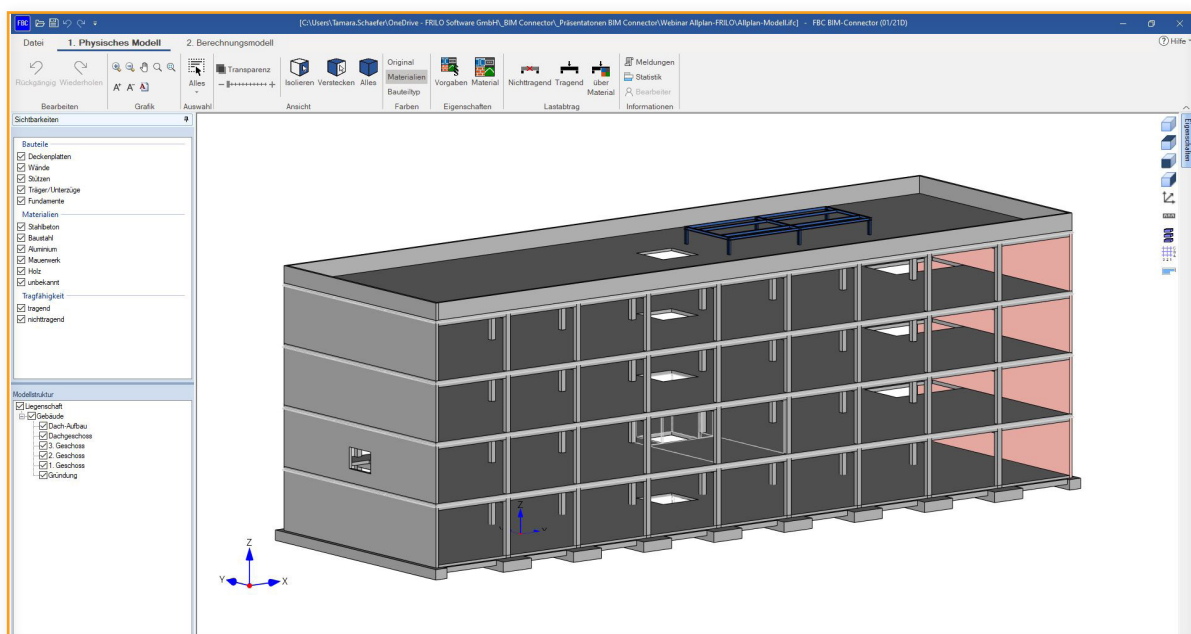 FBC
[C:\Users\Tamara.Schaefer\OneDrive - FRILO Software GmbH\_BIM Connector\_Präsentatonen BIM Connector\Webinar Allplan-FRILO\Allplan-Modell.ifc] - FBC BIM-Connector (01/21D)
Datei 1. Physisches Modell 2. Berechnungsmodell Hilfe
Rückgängig Wiederholen
Bearbeiten
A+ A- A
Grafik
Alles
Auswahl
Transparenz
Isolieren Verstecken Alles
Ansicht
Original
Materialien
Bauteiltyp
Farben
Vorgaben Material
Eigenschaften
Nichttragend Tragend über Material
Lastabtrag
Meldungen
Statistik
Bearbeiter
Informationen
Sichtbarkeiten
Bauteile
Deckenplatten
Wände
Stützen
Träger/Unterzüge
Fundamente
Materialien
Stahlbeton
Baustahl
Aluminium
Mauerwerk
Holz
unbekannt
Tragfähigkeit
tragend
nichttragend
Modellstruktur
Liegenschaft
Gebäude
Dach-Aufbau
Dachgeschoss
3. Geschoss
2. Geschoss
1. Geschoss
Gründung
Eigenschaften
Z
Z
Y
X